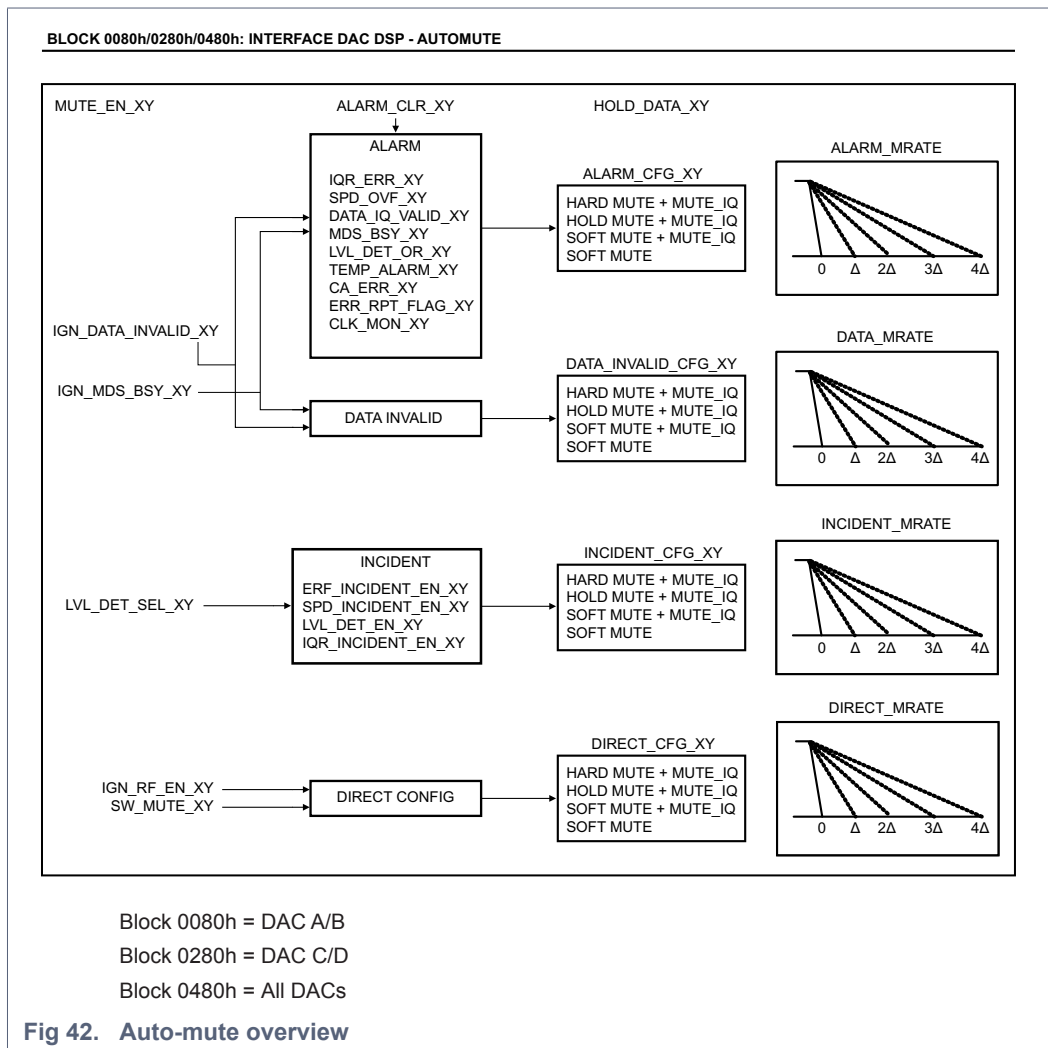 BLOCK 0080h/0280h/0480h: INTERFACE DAC DSP - AUTOMUTE
MUTE_EN_XY
ALARM_CLR_XY
HOLD_DATA_XY
ALARM
IQR_ERR_XY
SPD_OVF_XY
DATA_IQ_VALID_XY
MDS_BSY_XY
LVL_DET_OR_XY
TEMP_ALARM_XY
CA_ERR_XY
ERR_RPT_FLAG_XY
CLK_MON_XY
ALARM_CFG_XY
HARD MUTE + MUTE_IQ
HOLD MUTE + MUTE_IQ
SOFT MUTE + MUTE_IQ
SOFT MUTE
ALARM_MRATE
0 Δ 2Δ 3Δ 4Δ
IGN_DATA_INVALID_XY
IGN_MDS_BSY_XY
DATA INVALID
DATA_INVALID_CFG_XY
HARD MUTE + MUTE_IQ
HOLD MUTE + MUTE_IQ
SOFT MUTE + MUTE_IQ
SOFT MUTE
DATA_MRATE
0 Δ 2Δ 3Δ 4Δ
LVL_DET_SEL_XY
INCIDENT
ERF_INCIDENT_EN_XY
SPD_INCIDENT_EN_XY
LVL_DET_EN_XY
IQR_INCIDENT_EN_XY
INCIDENT_CFG_XY
HARD MUTE + MUTE_IQ
HOLD MUTE + MUTE_IQ
SOFT MUTE + MUTE_IQ
SOFT MUTE
INCIDENT_MRATE
0 Δ 2Δ 3Δ 4Δ
IGN_RF_EN_XY
SW_MUTE_XY
DIRECT CONFIG
DIRECT_CFG_XY
HARD MUTE + MUTE_IQ
HOLD MUTE + MUTE_IQ
SOFT MUTE + MUTE_IQ
SOFT MUTE
DIRECT_MRATE
0 Δ 2Δ 3Δ 4Δ
Block 0080h = DAC A/B
Block 0280h = DAC C/D
Block 0480h = All DACs
Fig 42. Auto-mute overview